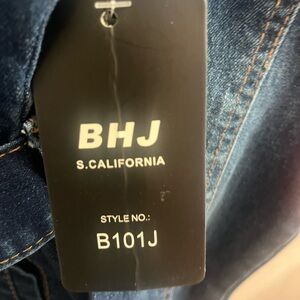 BHJ
S.CALIFORNIA
STYLE NO.:
B101J